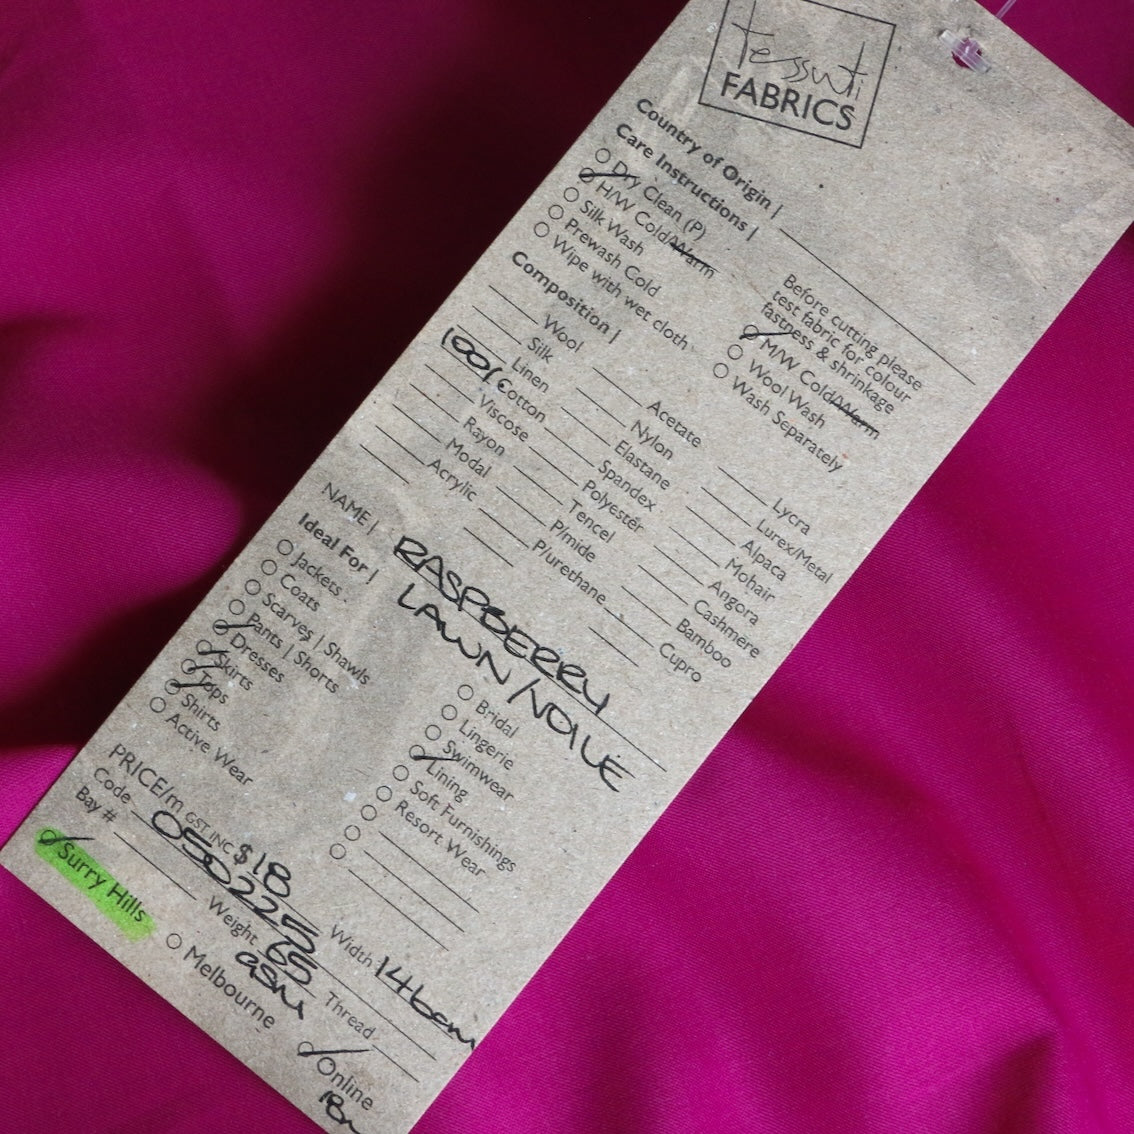 tessuti
FABRICS
Country of Origin |
Care Instructions |
Dry Clean (P)
H/W Cold/Warm
Silk Wash
Prewash Cold
Wipe with wet cloth
Before cutting please
test fabric for colour
fastness & shrinkage
M/W Cold/Warm
Wool Wash
Wash Separately
Composition |
Wool
Silk
Linen
100% Cotton
Viscose
Rayon
Modal
Acrylic
Acetate
Nylon
Elastane
Spandex
Polyester
Tencel
P/mide
P/urethane
Lycra
Lurex/Metal
Alpaca
Mohair
Angora
Cashmere
Bamboo
Cupro
NAME | RASPBERRY
LAWN/VOILE
Ideal For |
Jackets
Coats
Scarves | Shawls
Pants | Shorts
Dresses
Skirts
Tops
Shirts
Active Wear
Bridal
Lingerie
Swimwear
Lining
Soft Furnishings
Resort Wear
PRICE/m GST INC $18
Code 050225 Width 146cm
Bay # Weight 65 gsm Thread
Surry Hills
Melbourne
Online